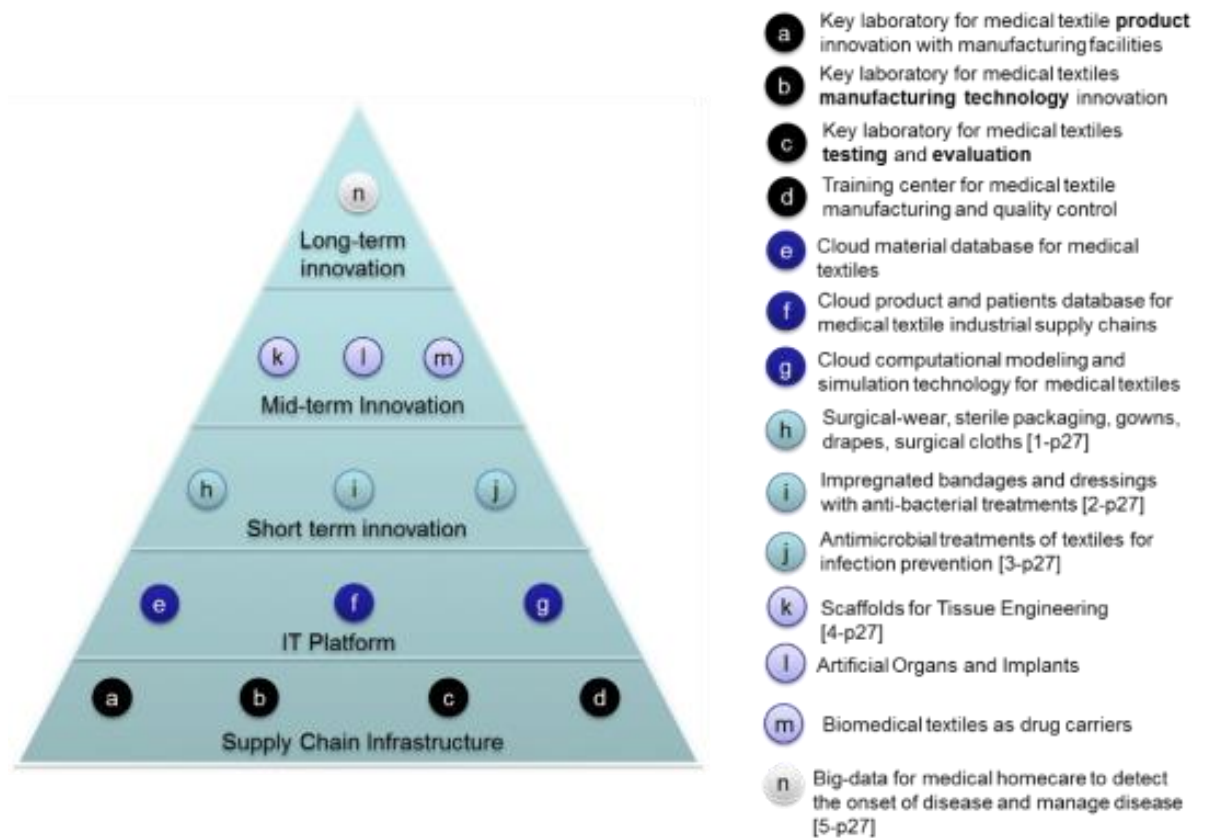 n
Long-term
innovation
k l m
Mid-term Innovation
h i j
Short term innovation
e f g
IT Platform
a b c d
Supply Chain Infrastructure
a Key laboratory for medical textile product
innovation with manufacturing facilities
b Key laboratory for medical textiles
manufacturing technology innovation
c Key laboratory for medical textiles
testing and evaluation
d Training center for medical textile
manufacturing and quality control
e Cloud material database for medical
textiles
f Cloud product and patients database for
medical textile industrial supply chains
g Cloud computational modeling and
simulation technology for medical textiles
h Surgical-wear, sterile packaging, gowns,
drapes, surgical cloths [1-p27]
i Impregnated bandages and dressings
with anti-bacterial treatments [2-p27]
j Antimicrobial treatments of textiles for
infection prevention [3-p27]
k Scaffolds for Tissue Engineering
[4-p27]
l Artificial Organs and Implants
m Biomedical textiles as drug carriers
n Big-data for medical homecare to detect
the onset of disease and manage disease
[5-p27]